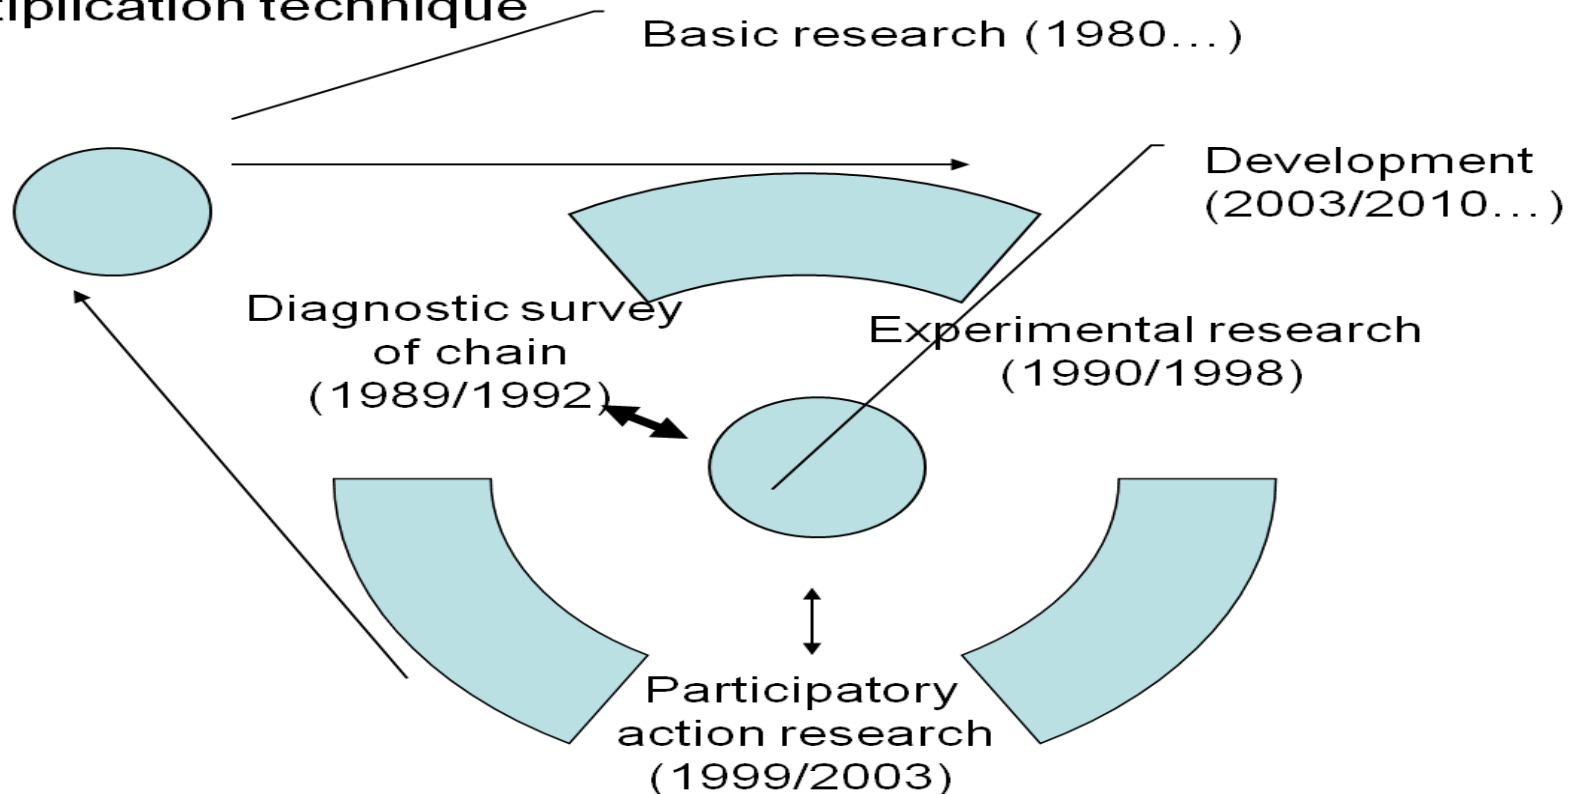 technique
Basic research (1980...)
Development
(2003/2010...)
Diagnostic survey
of chain
(1989/1992)
Experimental research
(1990/1998)
Participatory
action research
(1999/2003)